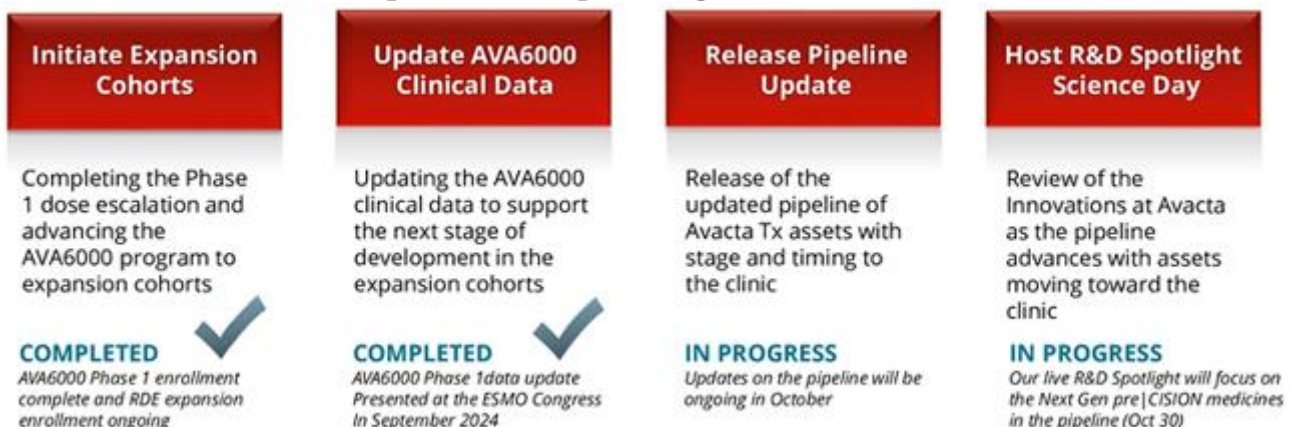 Initiate Expansion
Cohorts
Completing the Phase
1 dose escalation and
advancing the
AVA6000 program to
expansion cohorts
COMPLETED
AVA6000 Phase 1 enrollment
complete and RDE expansion
enrollment ongoing
Update AVA6000
Clinical Data
Updating the AVA6000
clinical data to support
the next stage of
development in the
expansion cohorts
COMPLETED
AVA6000 Phase 1data update
Presented at the ESMO Congress
In September 2024
Release Pipeline
Update
Release of the
updated pipeline of
Avacta Tx assets with
stage and timing to
the clinic
IN PROGRESS
Updates on the pipeline will be
ongoing in October
Host R&D Spotlight
Science Day
Review of the
Innovations at Avacta
as the pipeline
advances with assets
moving toward the
clinic
IN PROGRESS
Our live R&D Spotlight will focus on
the Next Gen pre|CISION medicines
in the pipeline (Oct 30)